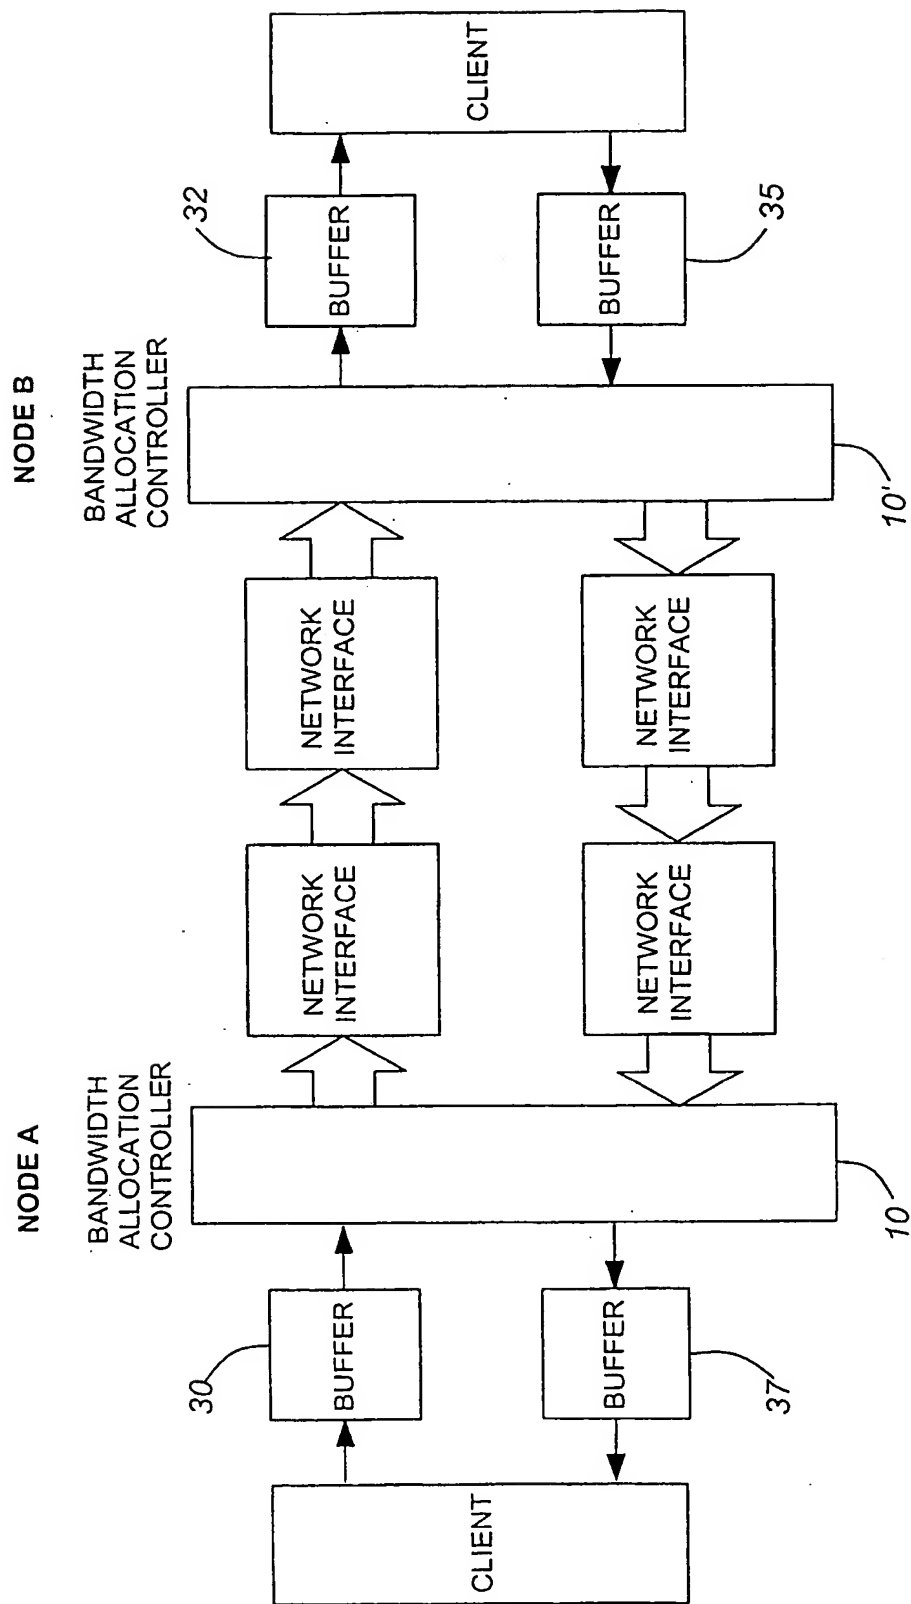 NODE A
NODE B
BANDWIDTH
ALLOCATION
CONTROLLER
BANDWIDTH
ALLOCATION
CONTROLLER
30
32
CLIENT
BUFFER
NETWORK
INTERFACE
NETWORK
INTERFACE
BUFFER
CLIENT
BUFFER
NETWORK
INTERFACE
NETWORK
INTERFACE
BUFFER
37
35
10
10'